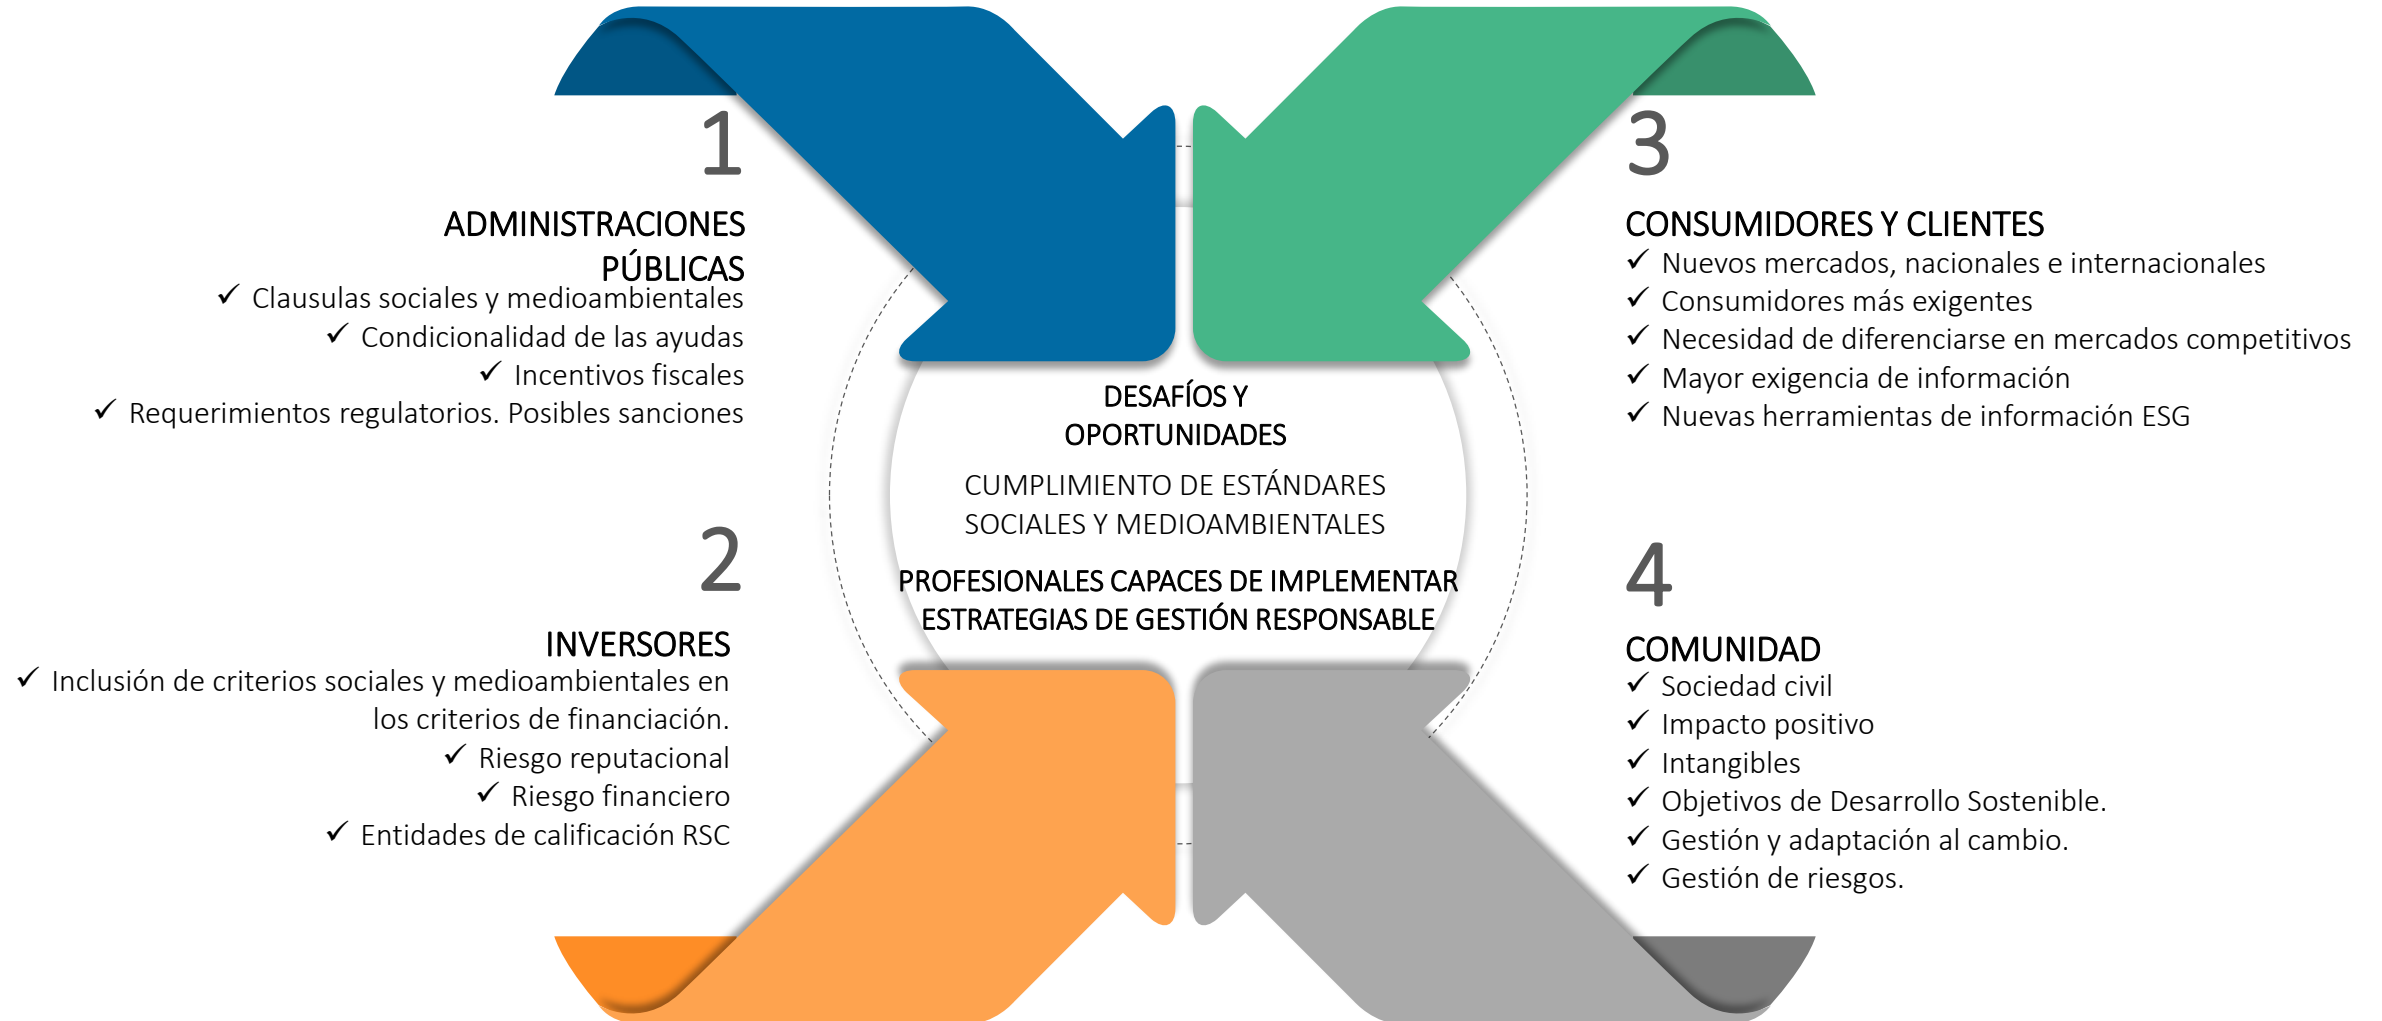 1
ADMINISTRACIONES
PÚBLICAS
✓ Clausulas sociales y medioambientales
✓ Condicionalidad de las ayudas
✓ Incentivos fiscales
✓ Requerimientos regulatorios. Posibles sanciones
2
INVERSORES
✓ Inclusión de criterios sociales y medioambientales en
los criterios de financiación.
✓ Riesgo reputacional
✓ Riesgo financiero
✓ Entidades de calificación RSC
DESAFÍOS Y
OPORTUNIDADES
CUMPLIMIENTO DE ESTÁNDARES
SOCIALES Y MEDIOAMBIENTALES
PROFESIONALES CAPACES DE IMPLEMENTAR
ESTRATEGIAS DE GESTIÓN RESPONSABLE
3
CONSUMIDORES Y CLIENTES
✓ Nuevos mercados, nacionales e internacionales
✓ Consumidores más exigentes
✓ Necesidad de diferenciarse en mercados competitivos
✓ Mayor exigencia de información
✓ Nuevas herramientas de información ESG
4
COMUNIDAD
✓ Sociedad civil
✓ Impacto positivo
✓ Intangibles
✓ Objetivos de Desarrollo Sostenible.
✓ Gestión y adaptación al cambio.
✓ Gestión de riesgos.